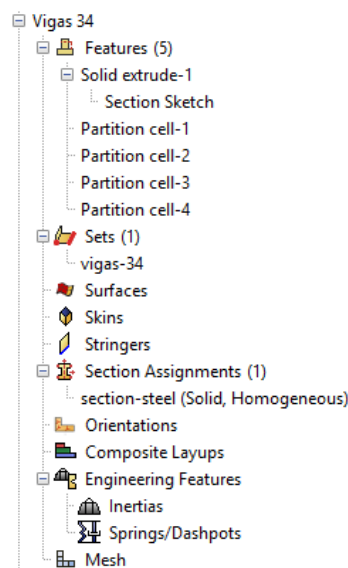 Vigas 34
Features (5)
Solid extrude-1
Section Sketch
Partition cell-1
Partition cell-2
Partition cell-3
Partition cell-4
Sets (1)
vigas-34
Surfaces
Skins
Stringers
Section Assignments (1)
section-steel (Solid, Homogeneous)
Orientations
Composite Layups
Engineering Features
Inertias
Springs/Dashpots
Mesh